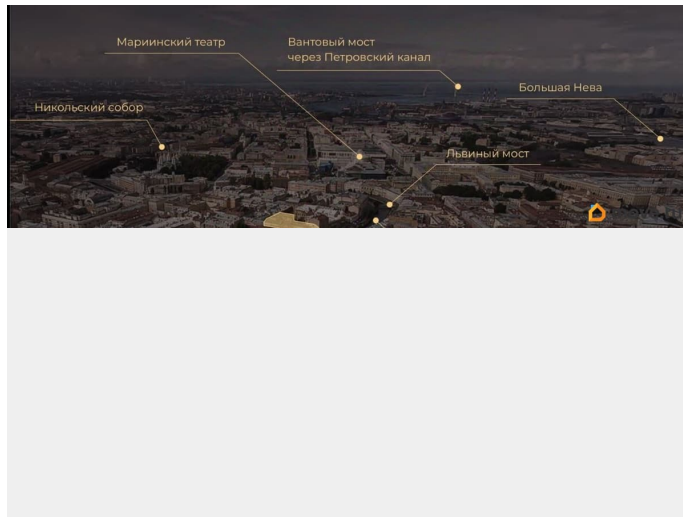 Мариинский театр
Вантовый мост
через Петровский канал
Большая Нева
Никольский собор
Львиный мост